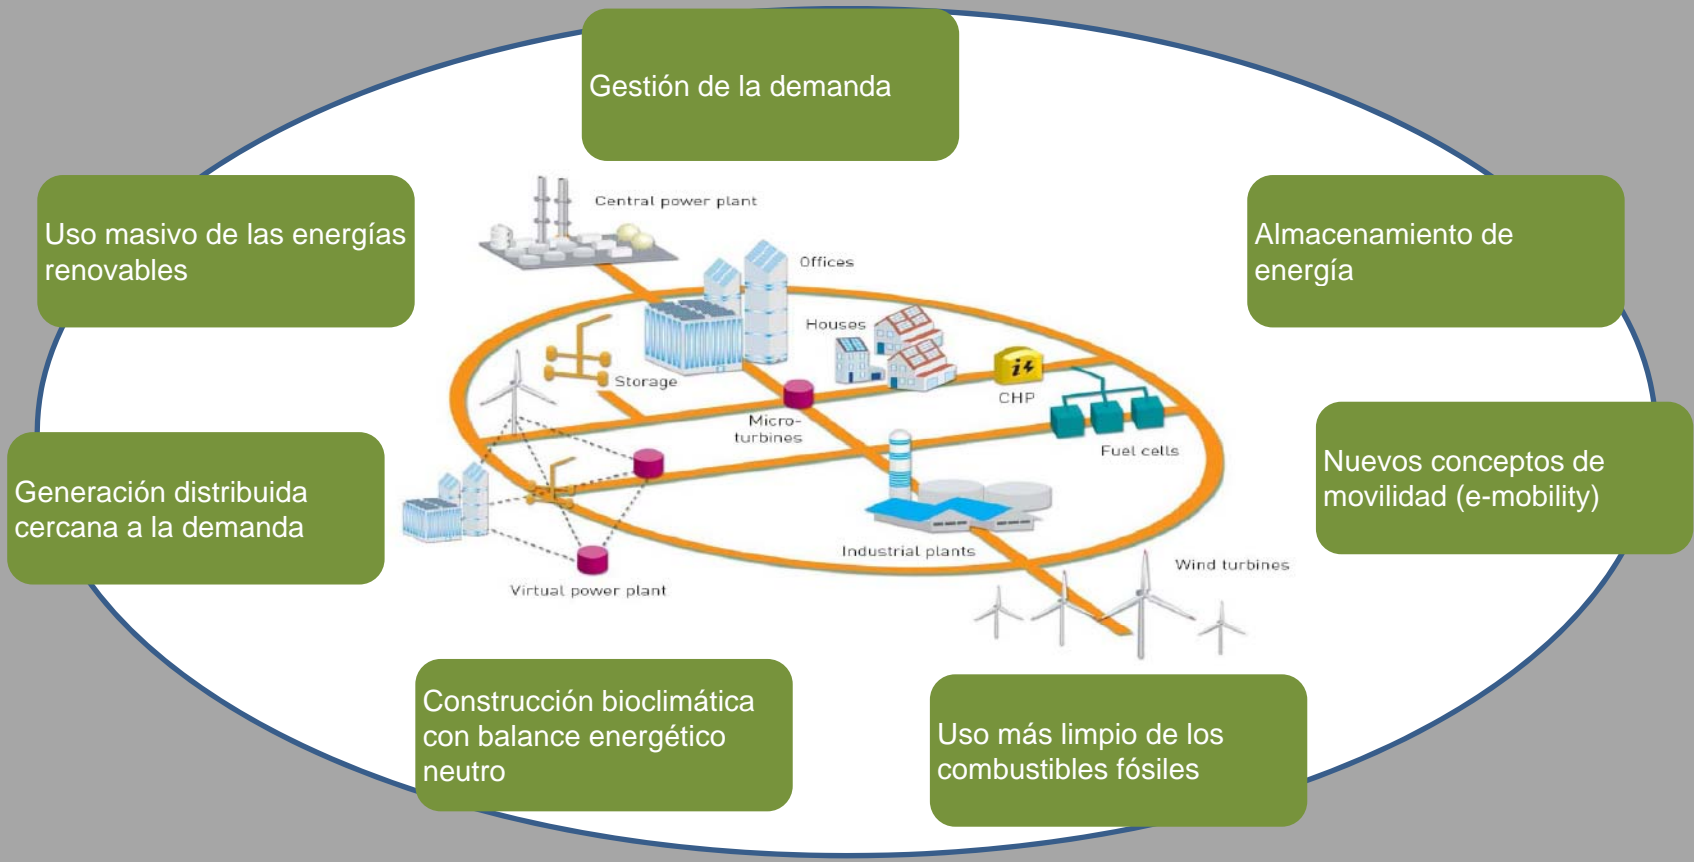 Gestión de la demanda
Uso masivo de las energías
renovables
Almacenamiento de
energía
Central power plant
Offices
Houses
Storage
CHP
Micro-
turbines
Fuel cells
Generación distribuida
cercana a la demanda
Nuevos conceptos de
movilidad (e-mobility)
Industrial plants
Wind turbines
Virtual power plant
Construcción bioclimática
con balance energético
neutro
Uso más limpio de los
combustibles fósiles